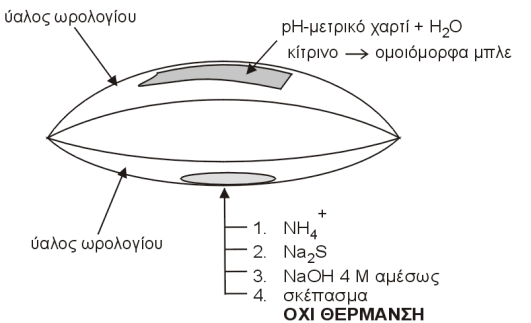 ύαλος ωρολογίου
pH-μετρικό χαρτί + H₂O
κίτρινο → ομοιόμορφα μπλε
ύαλος ωρολογίου
1. NH₄⁺
2. Na₂S
3. NaOH 4 M αμέσως
4. σκέπασμα
ΟΧΙ ΘΕΡΜΑΝΣΗ